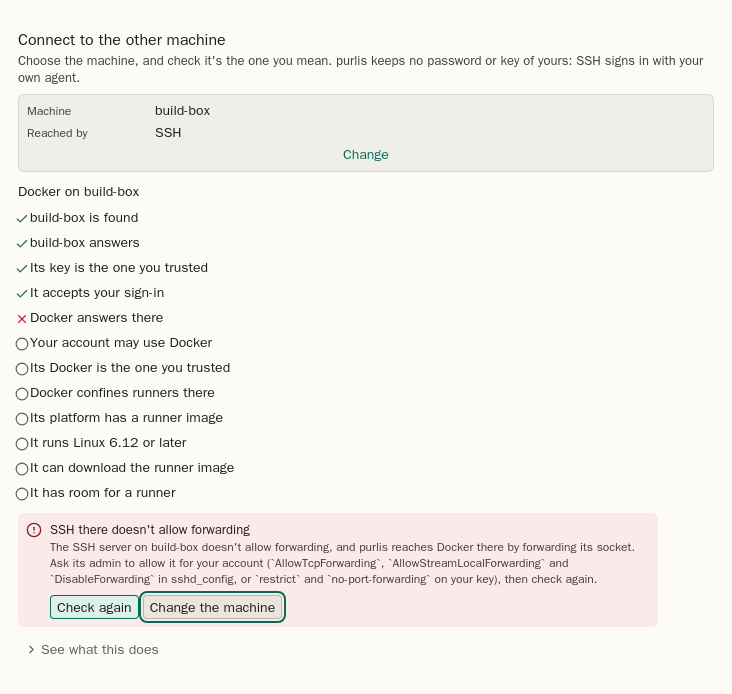 Connect to the other machine
Choose the machine, and check it's the one you mean. purlis keeps no password or key of yours: SSH signs in with your
own agent.
Machine build-box
Reached by SSH
Change
Docker on build-box
build-box is found
build-box answers
Its key is the one you trusted
It accepts your sign-in
Docker answers there
Your account may use Docker
Its Docker is the one you trusted
Docker confines runners there
Its platform has a runner image
It runs Linux 6.12 or later
It can download the runner image
It has room for a runner
SSH there doesn't allow forwarding
The SSH server on build-box doesn't allow forwarding, and purlis reaches Docker there by forwarding its socket.
Ask its admin to allow it for your account (`AllowTcpForwarding`, `AllowStreamLocalForwarding` and
`DisableForwarding` in sshd_config, or `restrict` and `no-port-forwarding` on your key), then check again.
Check again Change the machine
See what this does